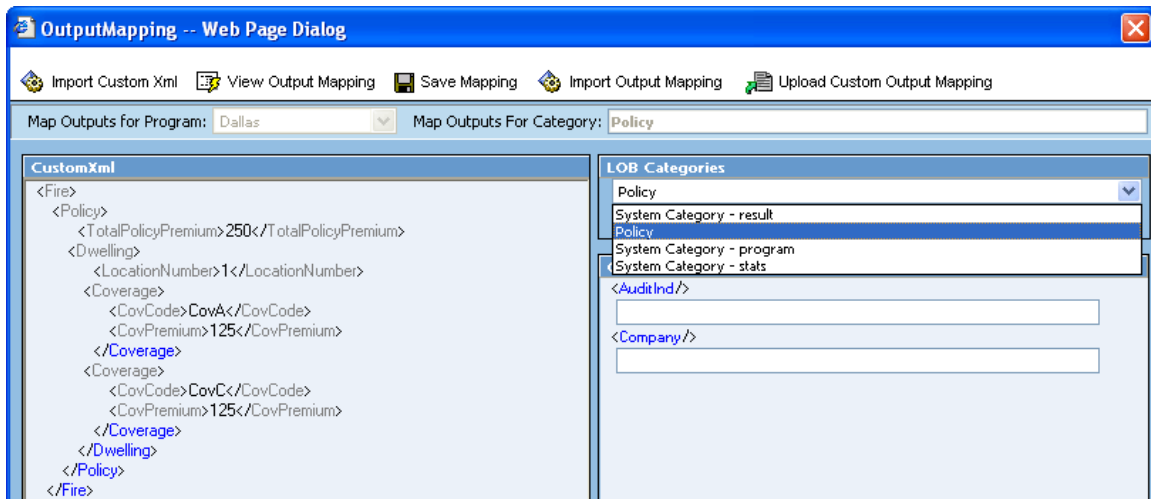 OutputMapping -- Web Page Dialog
Import Custom Xml View Output Mapping Save Mapping Import Output Mapping Upload Custom Output Mapping
Map Outputs for Program: Dallas Map Outputs For Category: Policy
CustomXml
<Fire>
<Policy>
<TotalPolicyPremium>250</TotalPolicyPremium>
<Dwelling>
<LocationNumber>1</LocationNumber>
<Coverage>
<CovCode>CovA</CovCode>
<CovPremium>125</CovPremium>
</Coverage>
<Coverage>
<CovCode>CovC</CovCode>
<CovPremium>125</CovPremium>
</Coverage>
</Dwelling>
</Policy>
</Fire>
LOB Categories
Policy
System Category - result
Policy
System Category - program
System Category - stats
<AuditInd/>
<Company/>